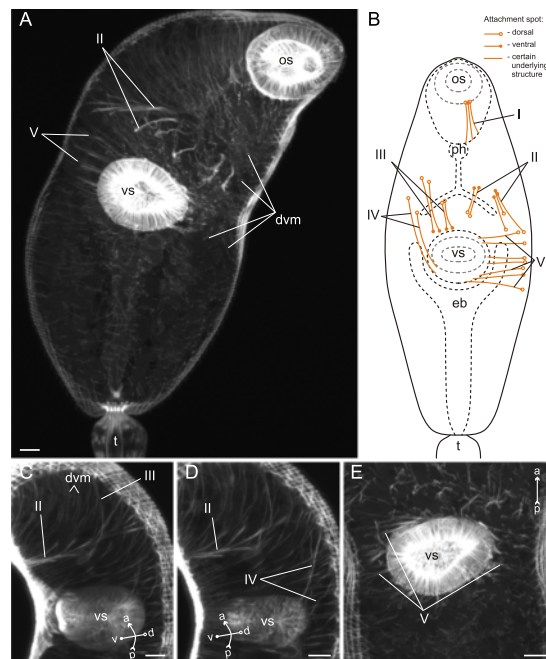 A
II
os
V
vs
dvm
t
B
Attachment spot:
- dorsal
- ventral
- certain
underlying
structure
os
I
ph
III
II
IV
vs
V
eb
t
C
dvm
III
II
vs
a
v
d
p
D
II
IV
vs
a
v
d
p
E
a
p
vs
V